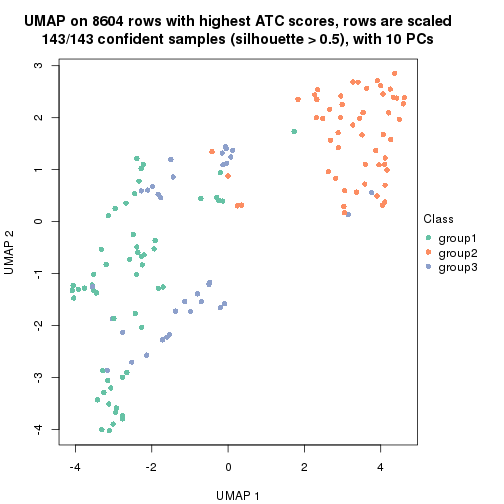 UMAP on 8604 rows with highest ATC scores, rows are scaled
143/143 confident samples (silhouette > 0.5), with 10 PCs
3
2
1
0
-1
-2
-3
-4
UMAP 2
-4
-2
0
2
4
UMAP 1
Class
group1
group2
group3